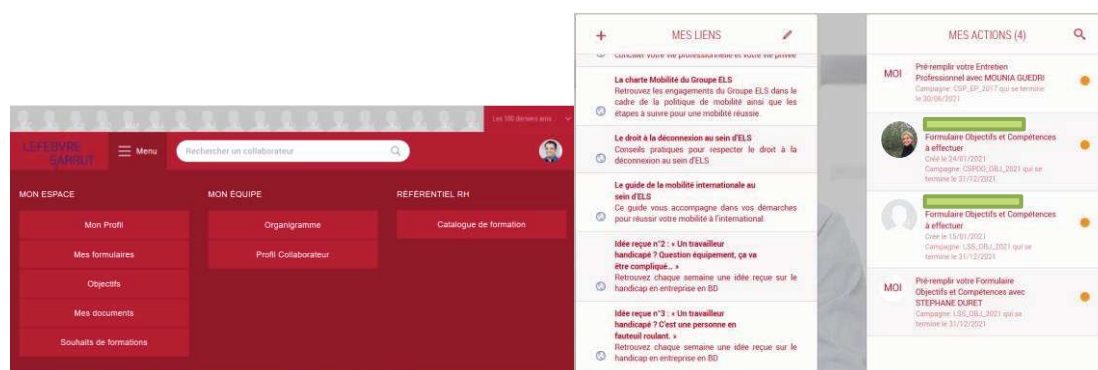 Les 100 derniers amis
LEFEBVRE
SARRUT
Menu
Rechercher un collaborateur
MON ESPACE
MON ÉQUIPE
RÉFÉRENTIEL RH
Mon Profil
Organigramme
Catalogue de formation
Mes formulaires
Profil Collaborateur
Objectifs
Mes documents
Souhaits de formations
MES LIENS
concilier votre vie professionnelle et votre vie privée
La charte Mobilité du Groupe ELS
Retrouvez les engagements du Groupe ELS dans le
cadre de la politique de mobilité ainsi que les
étapes à suivre pour une mobilité réussie.
Le droit à la déconnexion au sein d'ELS
Conseils pratiques pour respecter le droit à la
déconnexion au sein d'ELS
Le guide de la mobilité internationale au
sein d'ELS
Ce guide vous accompagne dans vos démarches
pour réussir votre mobilité à l'international.
Idée reçue n°2 : « Un travailleur
handicapé ? Question équipement, ça va
être compliqué... »
Retrouvez chaque semaine une idée reçue sur le
handicap en entreprise en BD
Idée reçue n°3 : « Un travailleur
handicapé ? C'est une personne en
fauteuil roulant. »
Retrouvez chaque semaine une idée reçue sur le
handicap en entreprise en BD
MES ACTIONS (4)
MOI
Pré-remplir votre Entretien
Professionnel avec MOUNIA GUEDRI
Campagne: CSP_EP_2017 qui se termine
le 30/06/2021
Formulaire Objectifs et Compétences
à effectuer
Créé le 24/01/2021
Campagne: CSPDO_OBJ_2021 qui se
termine le 31/12/2021
Formulaire Objectifs et Compétences
à effectuer
Créé le 15/01/2021
Campagne: LSS_OBJ_2021 qui se
termine le 31/12/2021
MOI
Pré-remplir votre Formulaire
Objectifs et Compétences avec
STEPHANE DURET
Campagne: LSS_OBJ_2021 qui se
termine le 31/12/2021